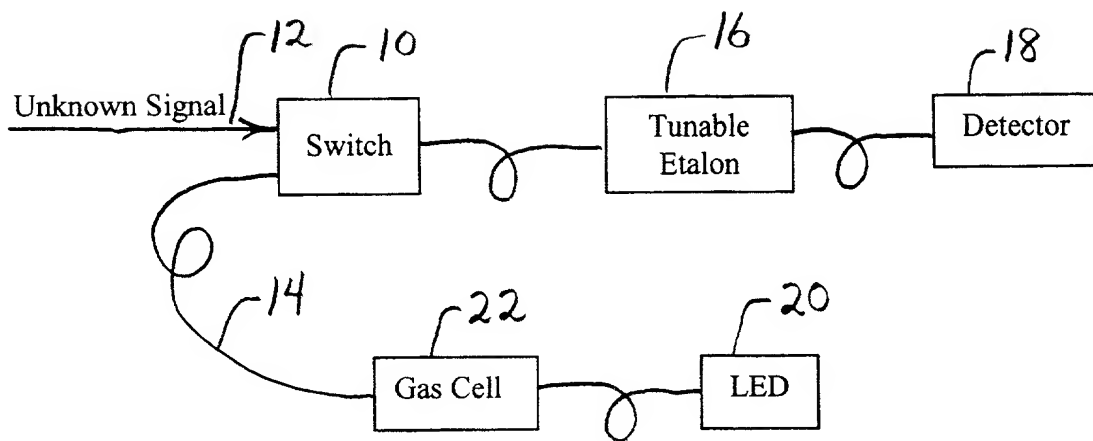 12
10
16
18
Unknown Signal
Switch
Tunable
Etalon
Detector
14
22
20
Gas Cell
LED